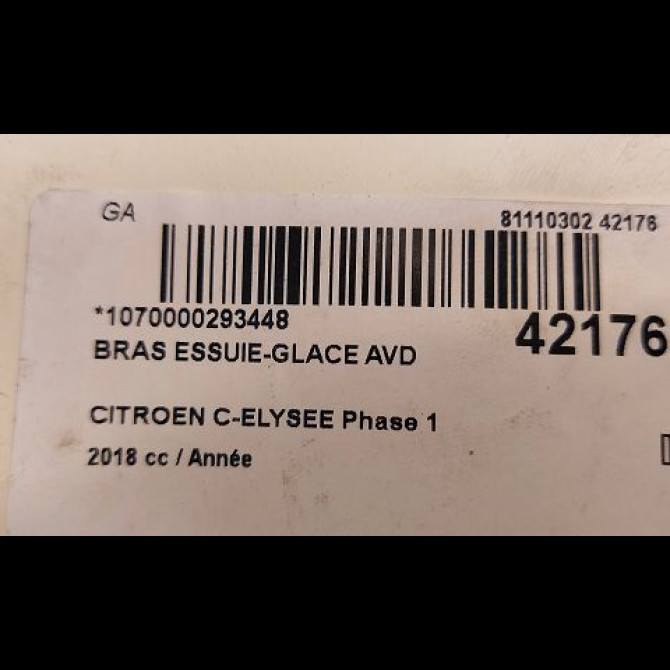 GA
81110302 42176
*1070000293448
42176
BRAS ESSUIE-GLACE AVD
CITROEN C-ELYSEE Phase 1
2018 cc / Année